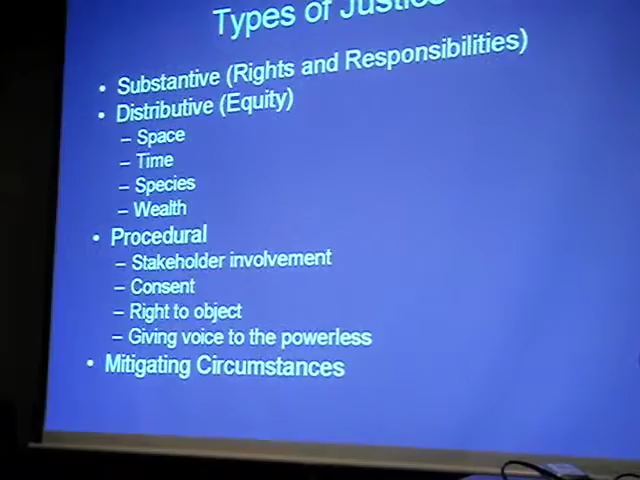 Types of Justice
• Substantive (Rights and Responsibilities)
• Distributive (Equity)
– Space
– Time
– Species
– Wealth
• Procedural
– Stakeholder involvement
– Consent
– Right to object
– Giving voice to the powerless
• Mitigating Circumstances